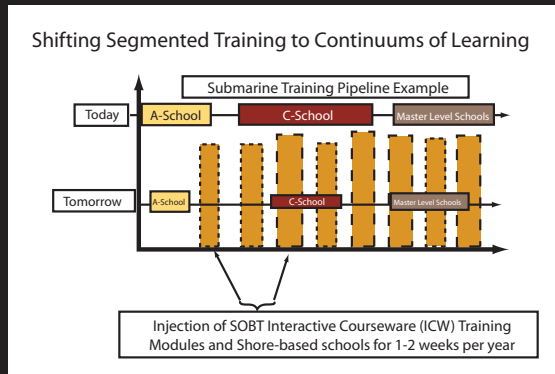 Shifting Segmented Training to Continuums of Learning
Submarine Training Pipeline Example
Today
A-School
C-School
Master Level Schools
Tomorrow
A-School
C-School
Master Level Schools
Injection of SOBT Interactive Courseware (ICW) Training
Modules and Shore-based schools for 1-2 weeks per year